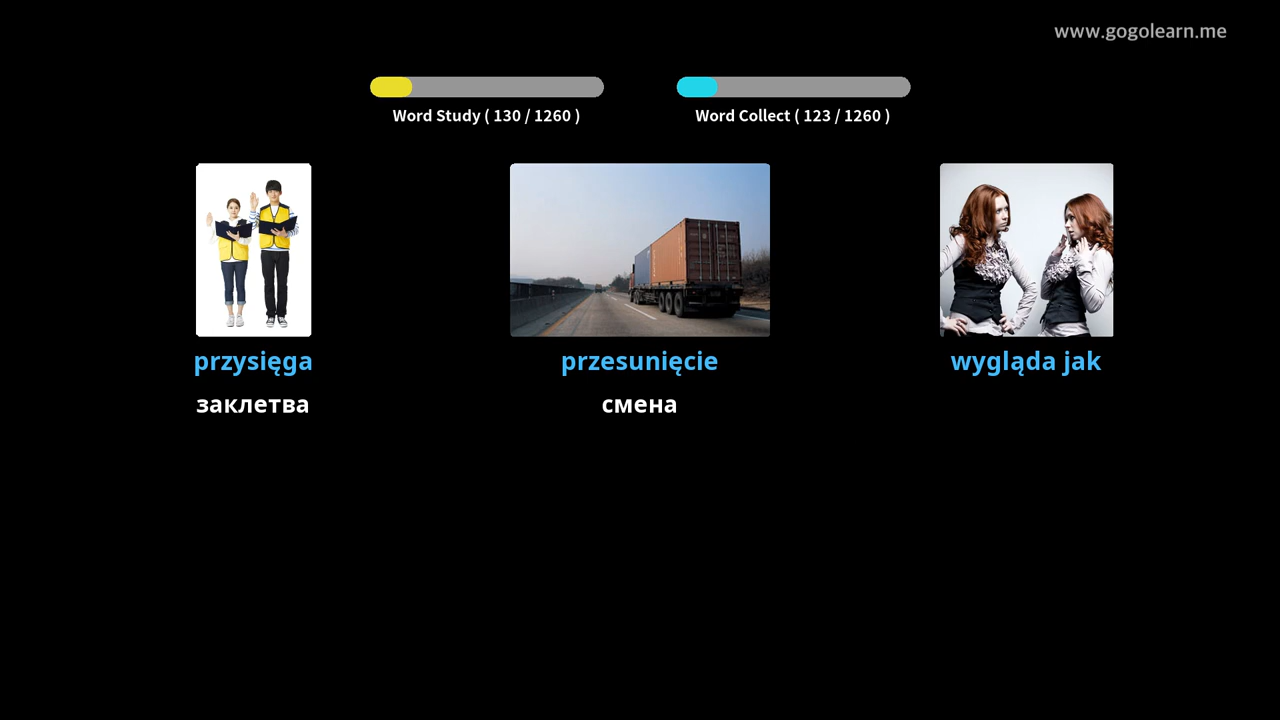 www.gogolearn.me
Word Study ( 130 / 1260 )
Word Collect ( 123 / 1260 )
przysięga
przesunięcie
wygląda jak
заклетва
смена